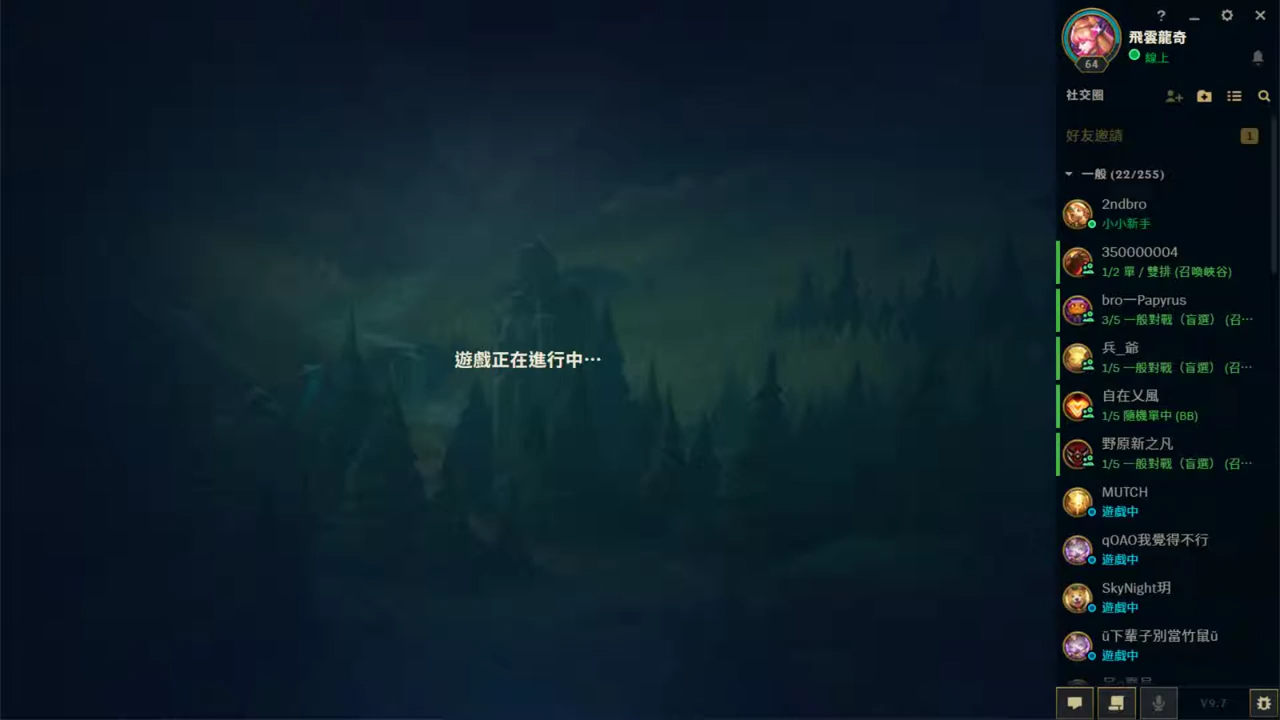 ?
飛雲龍奇
64
線上
社交圈
好友邀請
1
一般 (22/255)
2ndbro
小小新手
350000004
1/2 單 / 雙排 (召喚峽谷)
bro一Papyrus
3/5 一般對戰（盲選） (召⋯
兵_爺
1/5 一般對戰（盲選） (召⋯
自在乂風
1/5 隨機單中 (BB)
野原新之凡
1/5 一般對戰（盲選） (召⋯
MUTCH
遊戲中
qOAO我覺得不行
遊戲中
SkyNight玥
遊戲中
ü下輩子別當竹鼠ü
遊戲中
遊戲正在進行中⋯
V9.7